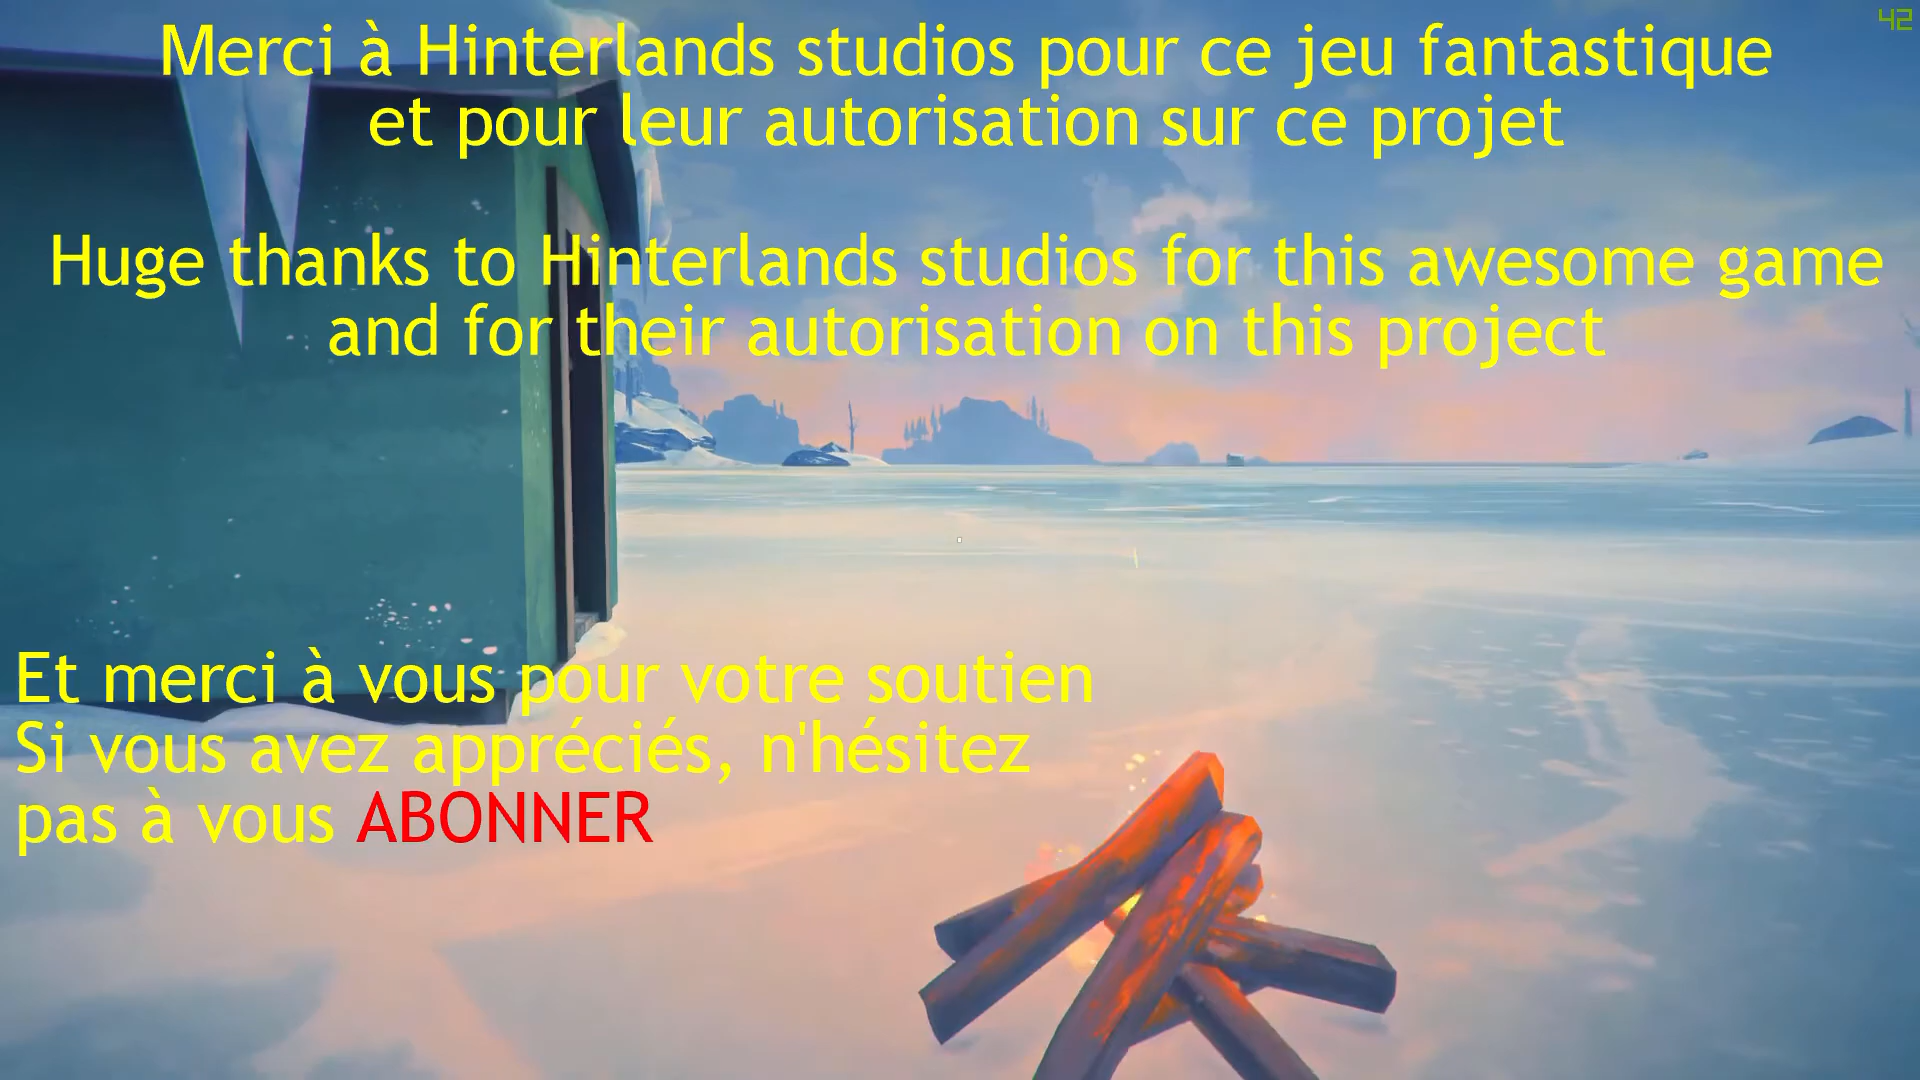 42
Merci à Hinterlands studios pour ce jeu fantastique
et pour leur autorisation sur ce projet
Huge thanks to Hinterlands studios for this awesome game
and for their autorisation on this project
Et merci à vous pour votre soutien
Si vous avez appréciés, n'hésitez
pas à vous ABONNER